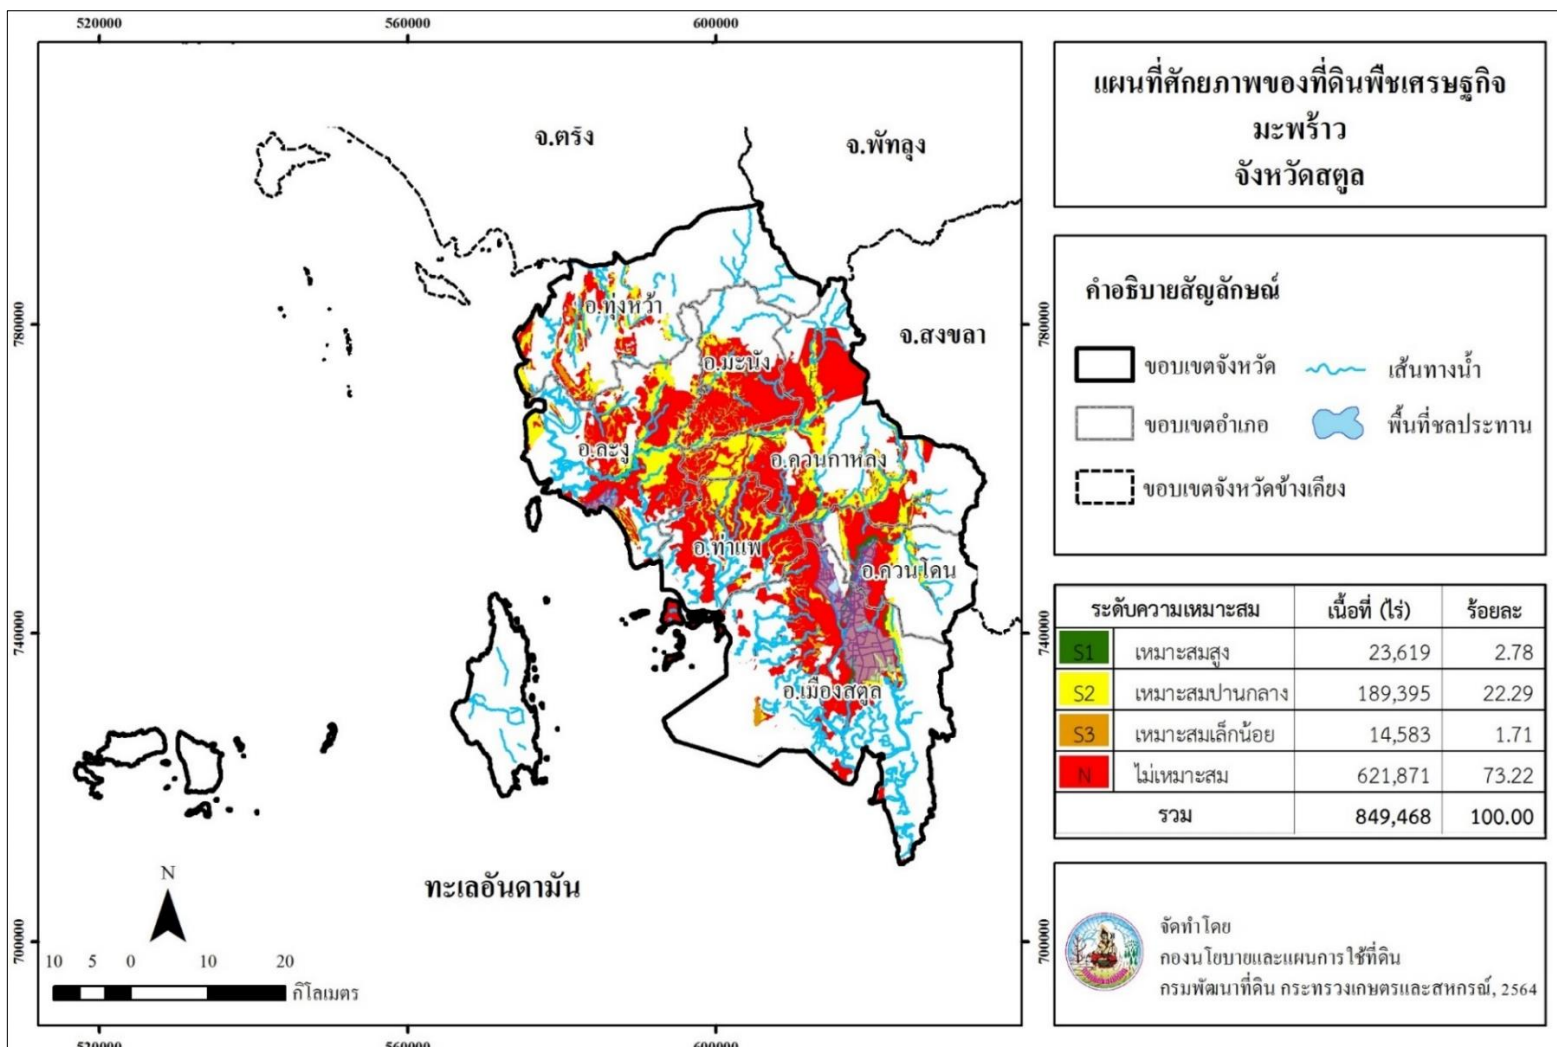 520000 560000 600000
แผนที่ศักยภาพของที่ดินพืชเศรษฐกิจ
มะพร้าว
จังหวัดสตูล
จ.ตรัง
จ.พัทลุง
จ.สงขลา
อ.ทุ่งหว้า
อ.มะนัง
อ.ละงู
อ.ควนกาหลง
อ.ท่าแพ
อ.ควนโดน
อ.เมืองสตูล
ทะเลอันดามัน
780000 780000
740000 740000
700000 700000
N
10 5 0 10 20
กิโลเมตร
520000 560000 600000
คำอธิบายสัญลักษณ์
ขอบเขตจังหวัด เส้นทางน้ำ
ขอบเขตอำเภอ พื้นที่ชลประทาน
ขอบเขตจังหวัดข้างเคียง
ระดับความเหมาะสม เนื้อที่ (ไร่) ร้อยละ
S1 เหมาะสมสูง 23,619 2.78
S2 เหมาะสมปานกลาง 189,395 22.29
S3 เหมาะสมเล็กน้อย 14,583 1.71
N ไม่เหมาะสม 621,871 73.22
รวม 849,468 100.00
จัดทำโดย
กองนโยบายและแผนการใช้ที่ดิน
กรมพัฒนาที่ดิน กระทรวงเกษตรและสหกรณ์, 2564